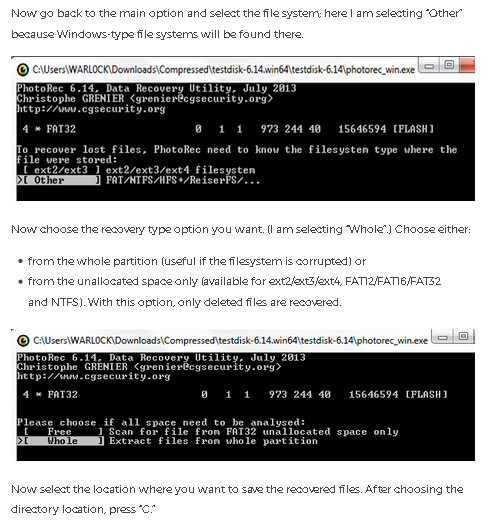 Now go back to the main option and select the file system; here I am selecting “Other”
because Windows-type file systems will be found there.
C:\Users\WARL0CK\Downloads\Compressed\testdisk-6.14.win64\testdisk-6.14\photorec_win.exe
PhotoRec 6.14, Data Recovery Utility, July 2013
Christophe GRENIER <grenier@cgsecurity.org>
http://www.cgsecurity.org
4 * FAT32 0 1 1 973 244 40 15646594 [FLASH]
To recover lost files, PhotoRec need to know the filesystem type where the
file were stored:
[ ext2/ext3 ] ext2/ext3/ext4 filesystem
>[ Other ] FAT/NTFS/HFS+/ReiserFS/...
Now choose the recovery type option you want. (I am selecting “Whole”.) Choose either:
• from the whole partition (useful if the filesystem is corrupted) or
• from the unallocated space only (available for ext2/ext3/ext4, FAT12/FAT16/FAT32
and NTFS). With this option, only deleted files are recovered.
C:\Users\WARL0CK\Downloads\Compressed\testdisk-6.14.win64\testdisk-6.14\photorec_win.exe
PhotoRec 6.14, Data Recovery Utility, July 2013
Christophe GRENIER <grenier@cgsecurity.org>
http://www.cgsecurity.org
4 * FAT32 0 1 1 973 244 40 15646594 [FLASH]
Please choose if all space need to be analysed:
[ Free ] Scan for file from FAT32 unallocated space only
>[ Whole ] Extract files from whole partition
Now select the location where you want to save the recovered files. After choosing the
directory location, press “C.”